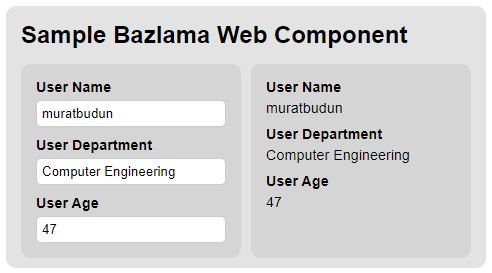 Sample Bazlama Web Component
User Name
muratbudun
User Department
Computer Engineering
User Age
47
User Name
muratbudun
User Department
Computer Engineering
User Age
47